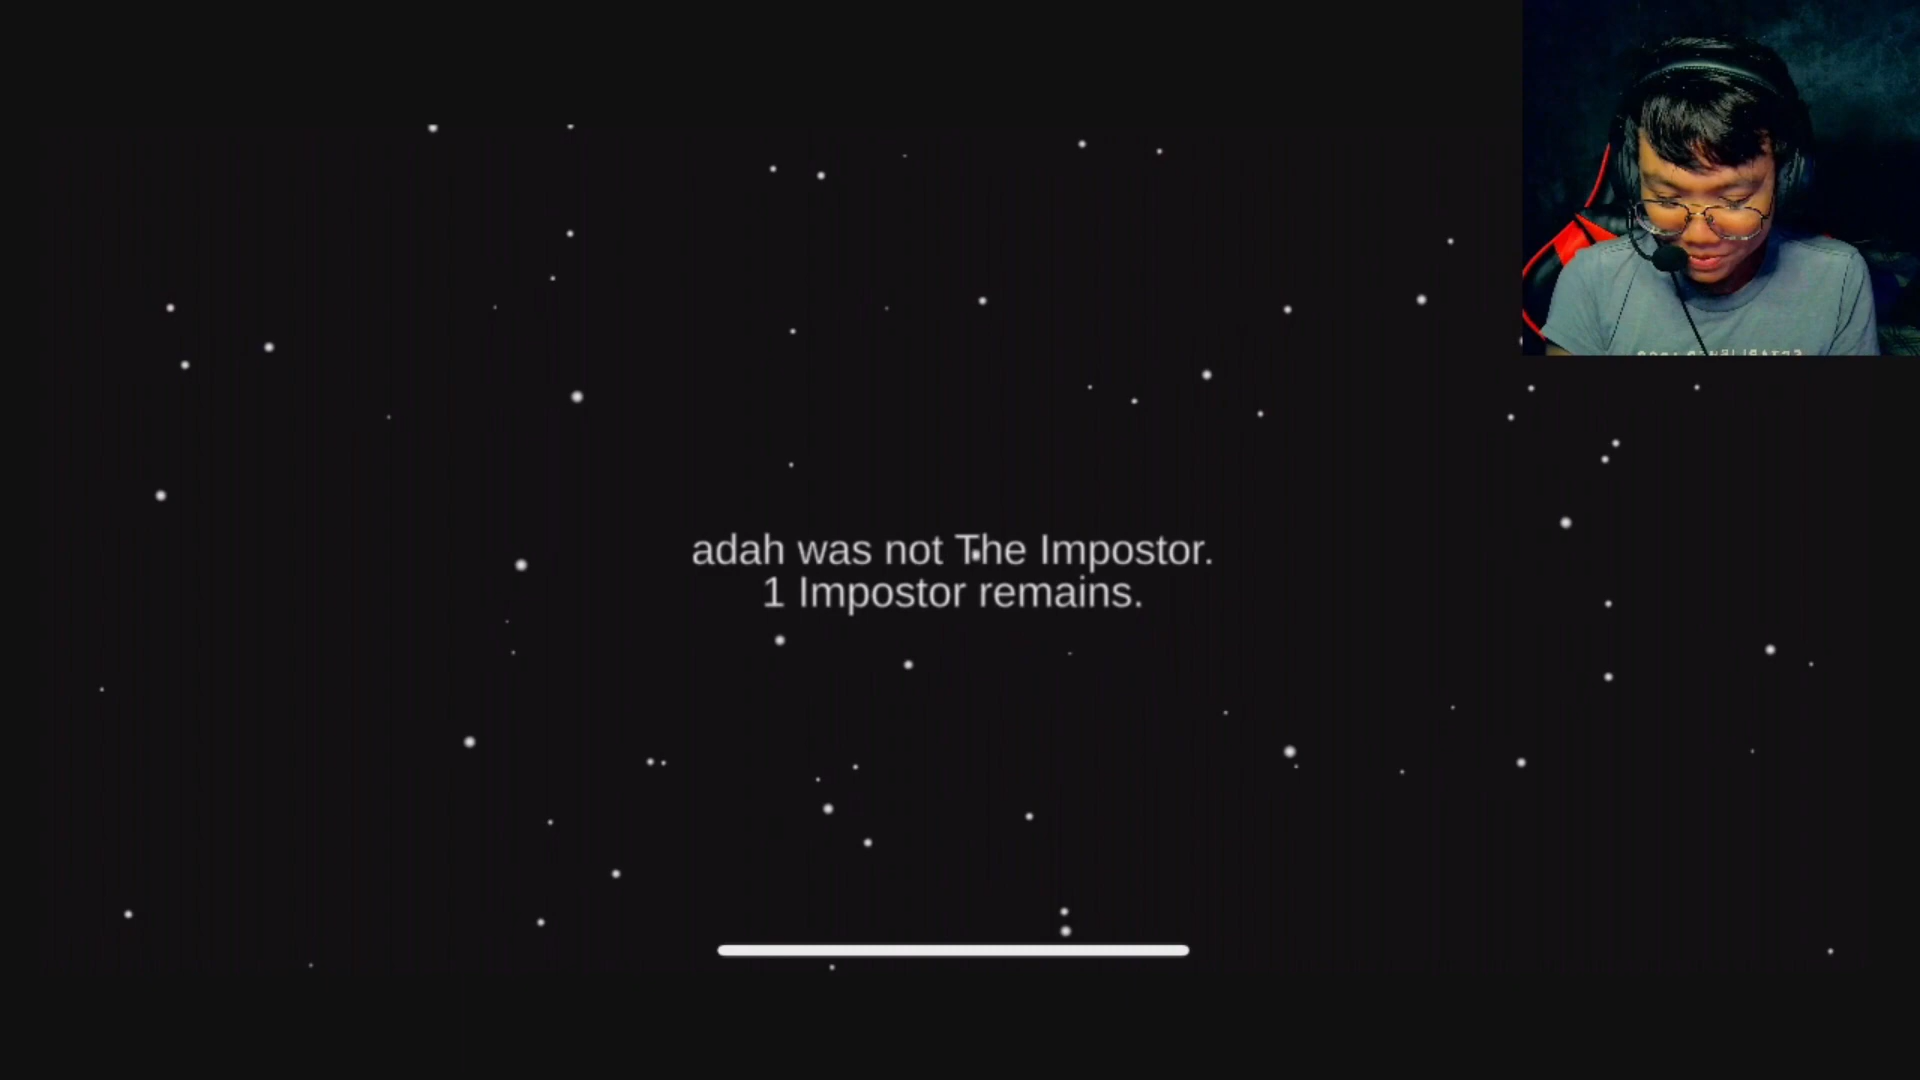 adah was not The Impostor.
1 Impostor remains.